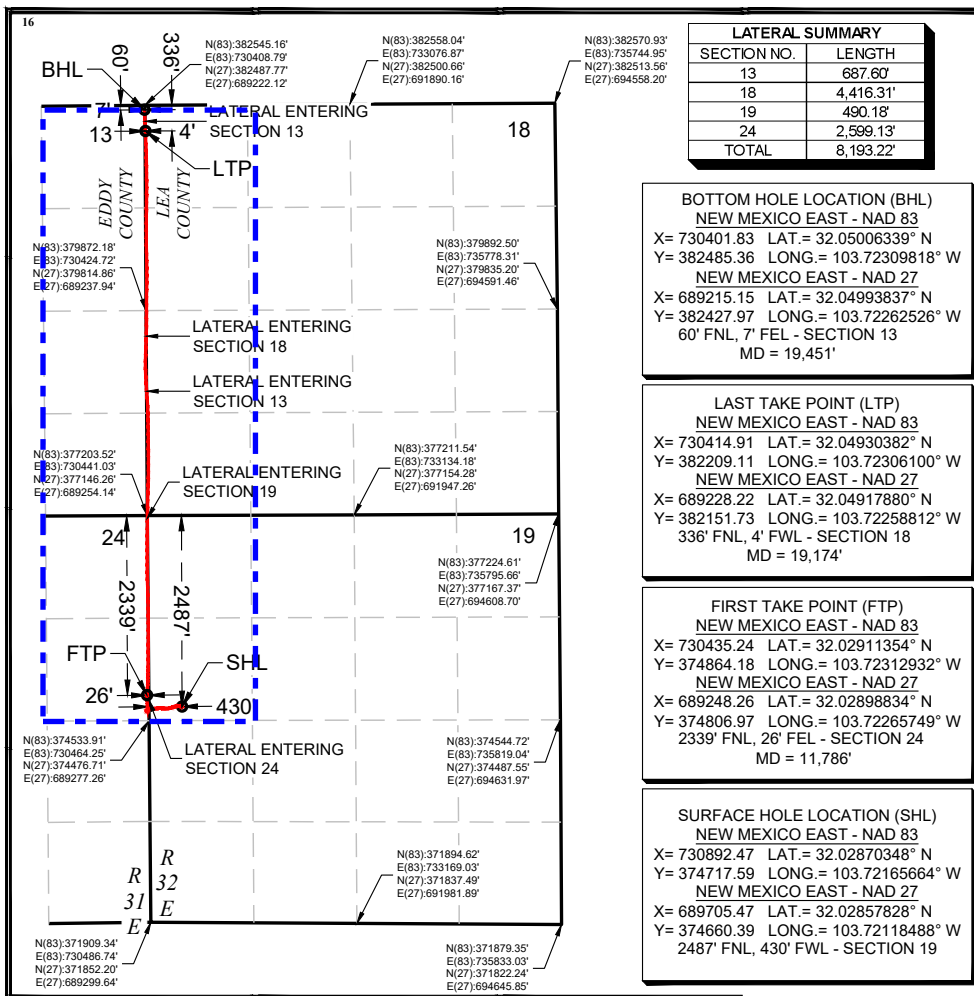 16
60'
336'
BHL
N(83):382545.16'
E(83):730408.79'
N(27):382487.77'
E(27):689222.12'
N(83):382558.04'
E(83):733076.87'
N(27):382500.66'
E(27):691890.16'
N(83):382570.93'
E(83):735744.95'
N(27):382513.56'
E(27):694558.20'
7'
LATERAL ENTERING
SECTION 13
13
4'
18
LTP
EDDY
COUNTY
LEA
COUNTY
N(83):379872.18'
E(83):730424.72'
N(27):379814.86'
E(27):689237.94'
N(83):379892.50'
E(83):735778.31'
N(27):379835.20'
E(27):694591.46'
LATERAL ENTERING
SECTION 18
LATERAL ENTERING
SECTION 13
N(83):377203.52'
E(83):730441.03'
N(27):377146.26'
E(27):689254.14'
N(83):377211.54'
E(83):733134.18'
N(27):377154.28'
E(27):691947.26'
LATERAL ENTERING
SECTION 19
24
19
N(83):377224.61'
E(83):735795.66'
N(27):377167.37'
E(27):694608.70'
2339'
2487'
FTP
SHL
26'
430'
N(83):374533.91'
E(83):730464.25'
N(27):374476.71'
E(27):689277.26'
LATERAL ENTERING
SECTION 24
N(83):374544.72'
E(83):735819.04'
N(27):374487.55'
E(27):694631.97'
R
31
E
R
32
E
N(83):371894.62'
E(83):733169.03'
N(27):371837.49'
E(27):691981.89'
N(83):371909.34'
E(83):730486.74'
N(27):371852.20'
E(27):689299.64'
N(83):371879.35'
E(83):735833.03'
N(27):371822.24'
E(27):694645.85'
LATERAL SUMMARY
SECTION NO. LENGTH
13 687.60'
18 4,416.31'
19 490.18'
24 2,599.13'
TOTAL 8,193.22'
BOTTOM HOLE LOCATION (BHL)
NEW MEXICO EAST - NAD 83
X= 730401.83 LAT.= 32.05006339° N
Y= 382485.36 LONG.= 103.72309818° W
NEW MEXICO EAST - NAD 27
X= 689215.15 LAT.= 32.04993837° N
Y= 382427.97 LONG.= 103.72262526° W
60' FNL, 7' FEL - SECTION 13
MD = 19,451'
LAST TAKE POINT (LTP)
NEW MEXICO EAST - NAD 83
X= 730414.91 LAT.= 32.04930382° N
Y= 382209.11 LONG.= 103.72306100° W
NEW MEXICO EAST - NAD 27
X= 689228.22 LAT.= 32.04917880° N
Y= 382151.73 LONG.= 103.72258812° W
336' FNL, 4' FWL - SECTION 18
MD = 19,174'
FIRST TAKE POINT (FTP)
NEW MEXICO EAST - NAD 83
X= 730435.24 LAT.= 32.02911354° N
Y= 374864.18 LONG.= 103.72312932° W
NEW MEXICO EAST - NAD 27
X= 689248.26 LAT.= 32.02898834° N
Y= 374806.97 LONG.= 103.72265749° W
2339' FNL, 26' FEL - SECTION 24
MD = 11,786'
SURFACE HOLE LOCATION (SHL)
NEW MEXICO EAST - NAD 83
X= 730892.47 LAT.= 32.02870348° N
Y= 374717.59 LONG.= 103.72165664° W
NEW MEXICO EAST - NAD 27
X= 689705.47 LAT.= 32.02857828° N
Y= 374660.39 LONG.= 103.72118488° W
2487' FNL, 430' FWL - SECTION 19